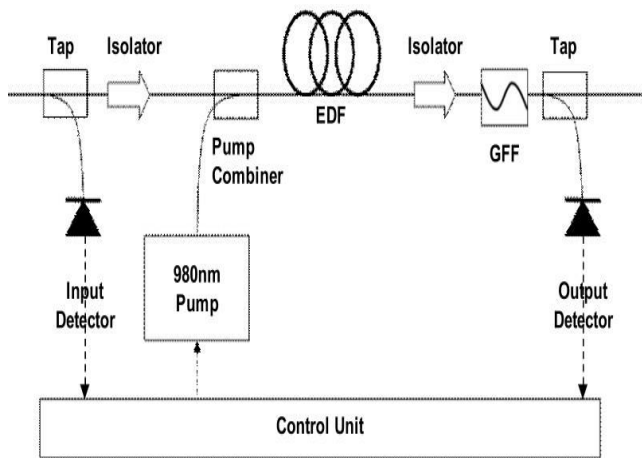 Tap
Isolator
Isolator
Tap
EDF
GFF
Pump
Combiner
980nm
Pump
Input
Detector
Output
Detector
Control Unit